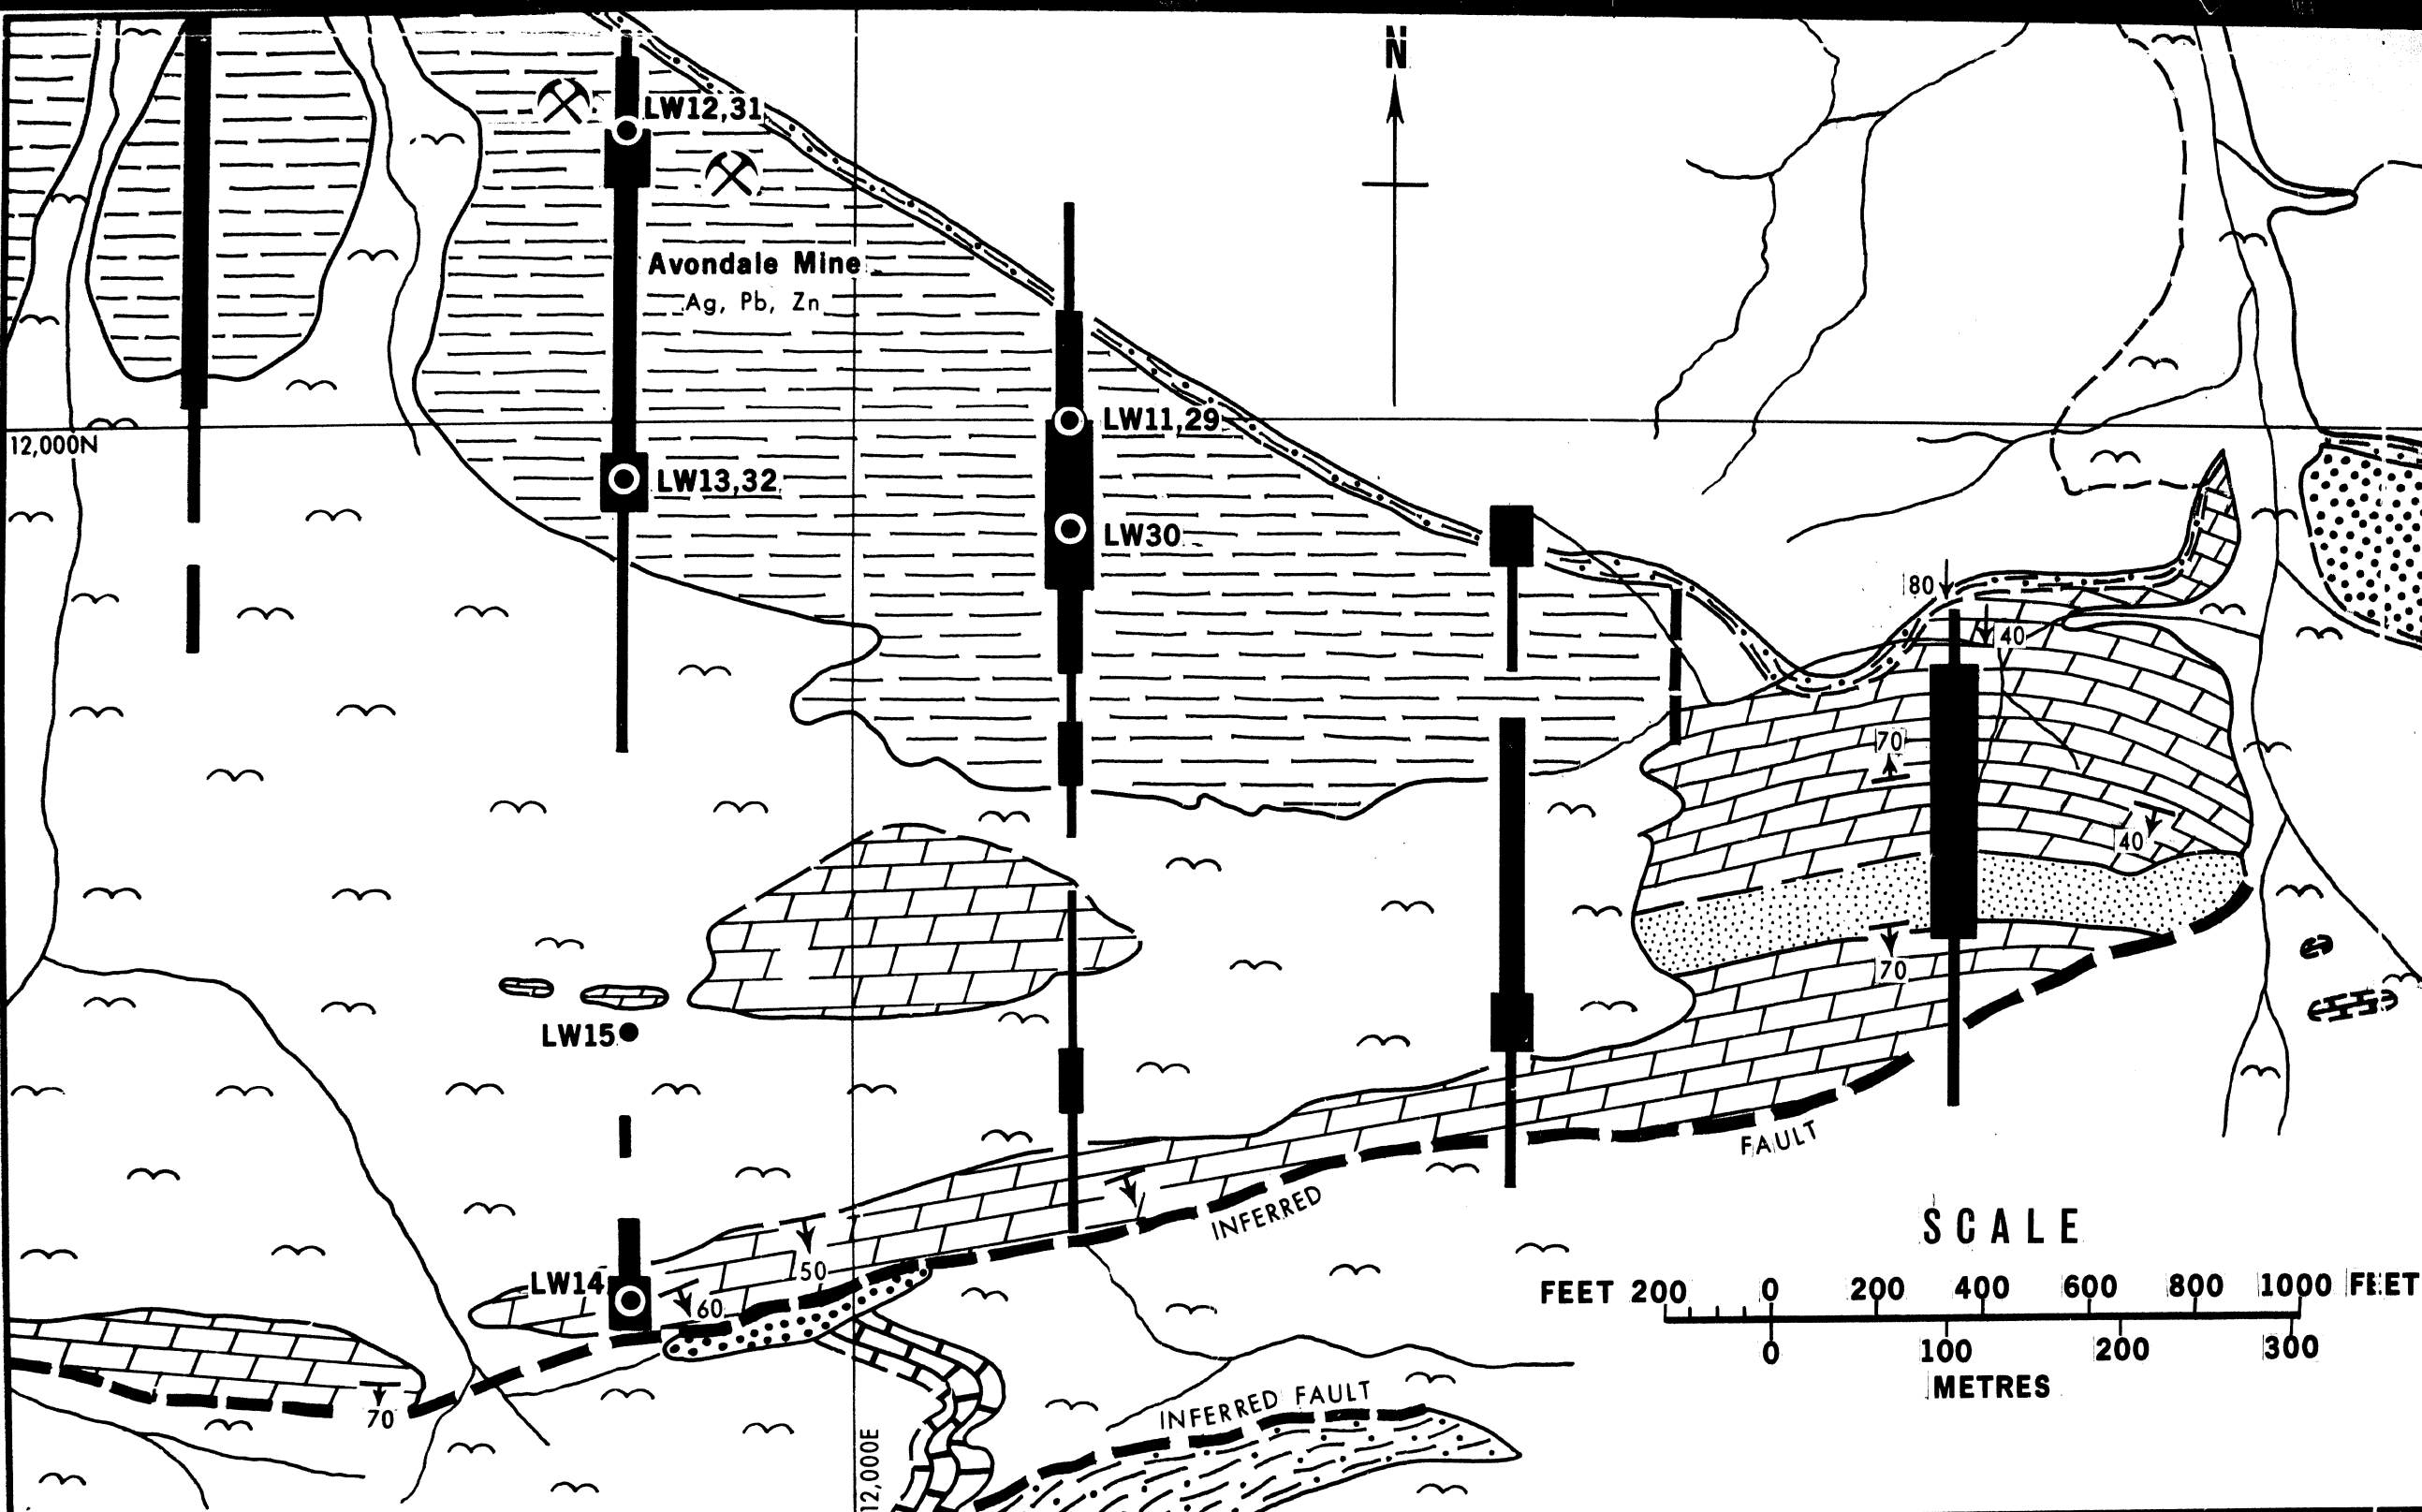 N
LW12,31
Avondale Mine
Ag, Pb, Zn
LW11,29
12,000N
LW13,32
LW30
80
40
70
40
70
LW15
FAULT
INFERRED
SCALE
50
LW14
60
FEET 200 0 200 400 600 800 1000 FEET
0 100 200 300
METRES
70
INFERRED FAULT
12,000E